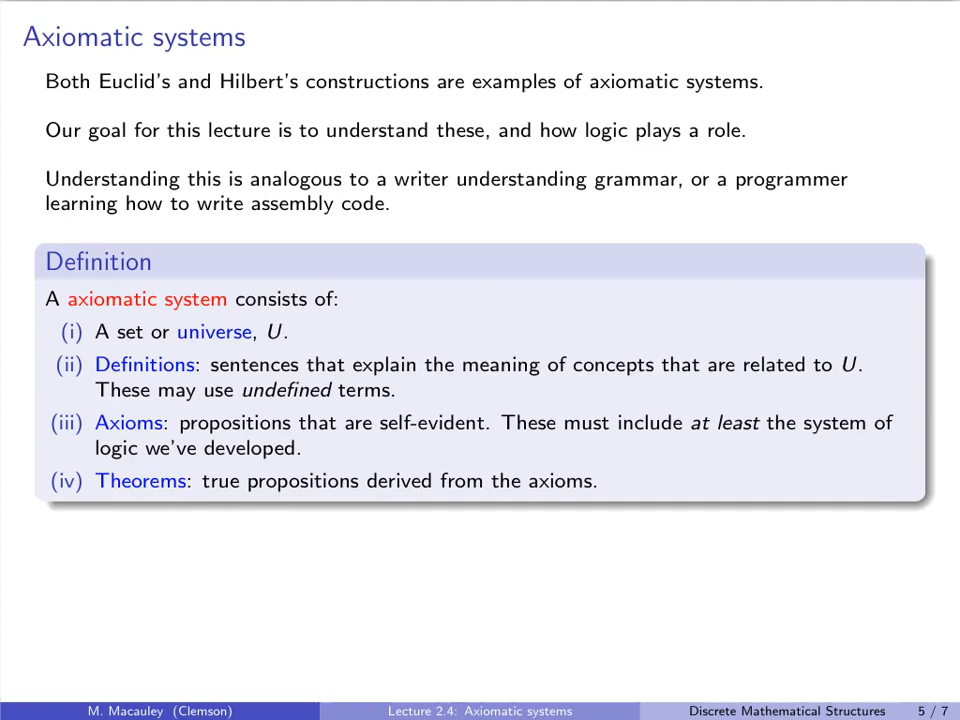 Axiomatic systems
Both Euclid's and Hilbert's constructions are examples of axiomatic systems.
Our goal for this lecture is to understand these, and how logic plays a role.
Understanding this is analogous to a writer understanding grammar, or a programmer
learning how to write assembly code.
Definition
A axiomatic system consists of:
(i) A set or universe, U.
(ii) Definitions: sentences that explain the meaning of concepts that are related to U.
These may use undefined terms.
(iii) Axioms: propositions that are self-evident. These must include at least the system of
logic we've developed.
(iv) Theorems: true propositions derived from the axioms.
M. Macauley (Clemson) Lecture 2.4: Axiomatic systems Discrete Mathematical Structures 5 / 7